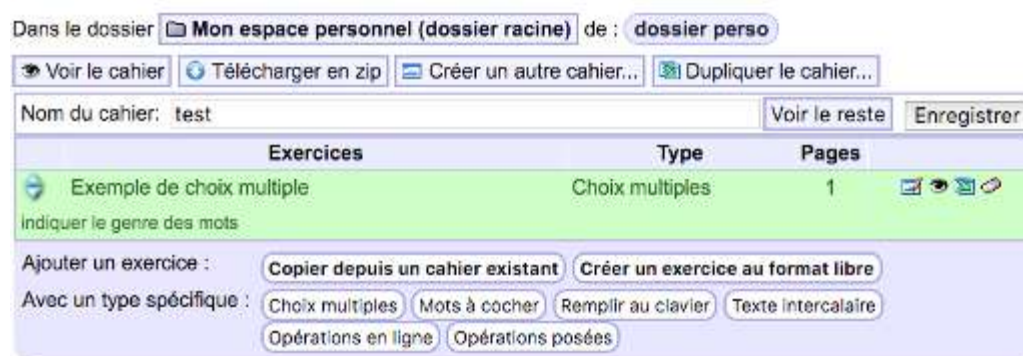 Dans le dossier Mon espace personnel (dossier racine) de : dossier perso
Voir le cahier Télécharger en zip Créer un autre cahier... Dupliquer le cahier...
Nom du cahier: test Voir le reste Enregistrer
Exercices Type Pages
Exemple de choix multiple Choix multiples 1
indiquer le genre des mots
Ajouter un exercice : Copier depuis un cahier existant Créer un exercice au format libre
Avec un type spécifique : Choix multiples Mots à cocher Remplir au clavier Texte intercalaire
Opérations en ligne Opérations posées